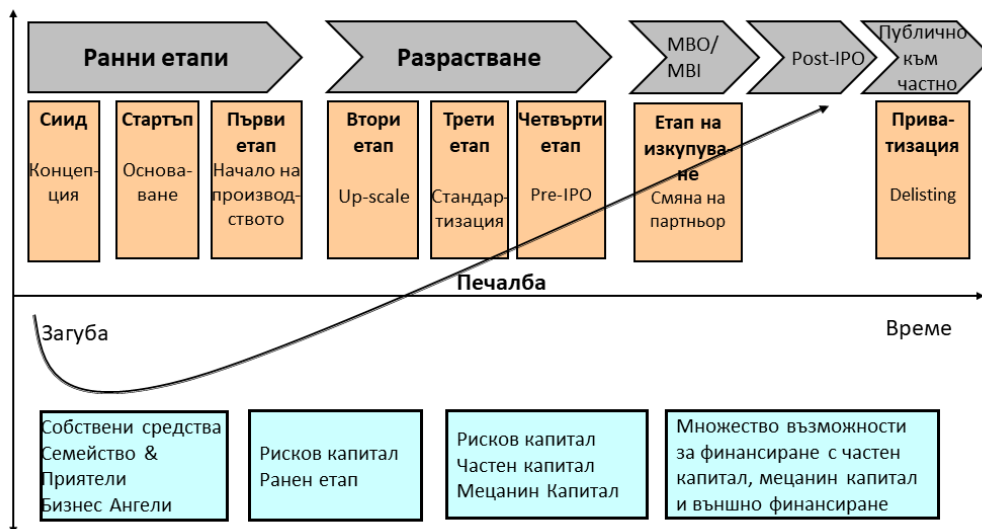 Ранни етапи
Разрастване
MBO/
MBI
Post-IPO
Публично
към
частно
Сиид
Концеп-
ция
Стартъп
Основа-
ване
Първи
етап
Начало на
производ-
ството
Втори
етап
Up-scale
Трети
етап
Стандар-
тизация
Четвърти
етап
Pre-IPO
Етап на
изкупува-
не
Смяна на
партньор
Прива-
тизация
Delisting
Печалба
Загуба
Време
Собствени средства
Семейство &
Приятели
Бизнес Ангели
Рисков капитал
Ранен етап
Рисков капитал
Частен капитал
Мецанин Капитал
Множество възможности
за финансиране с частен
капитал, мецанин капитал
и външно финансиране